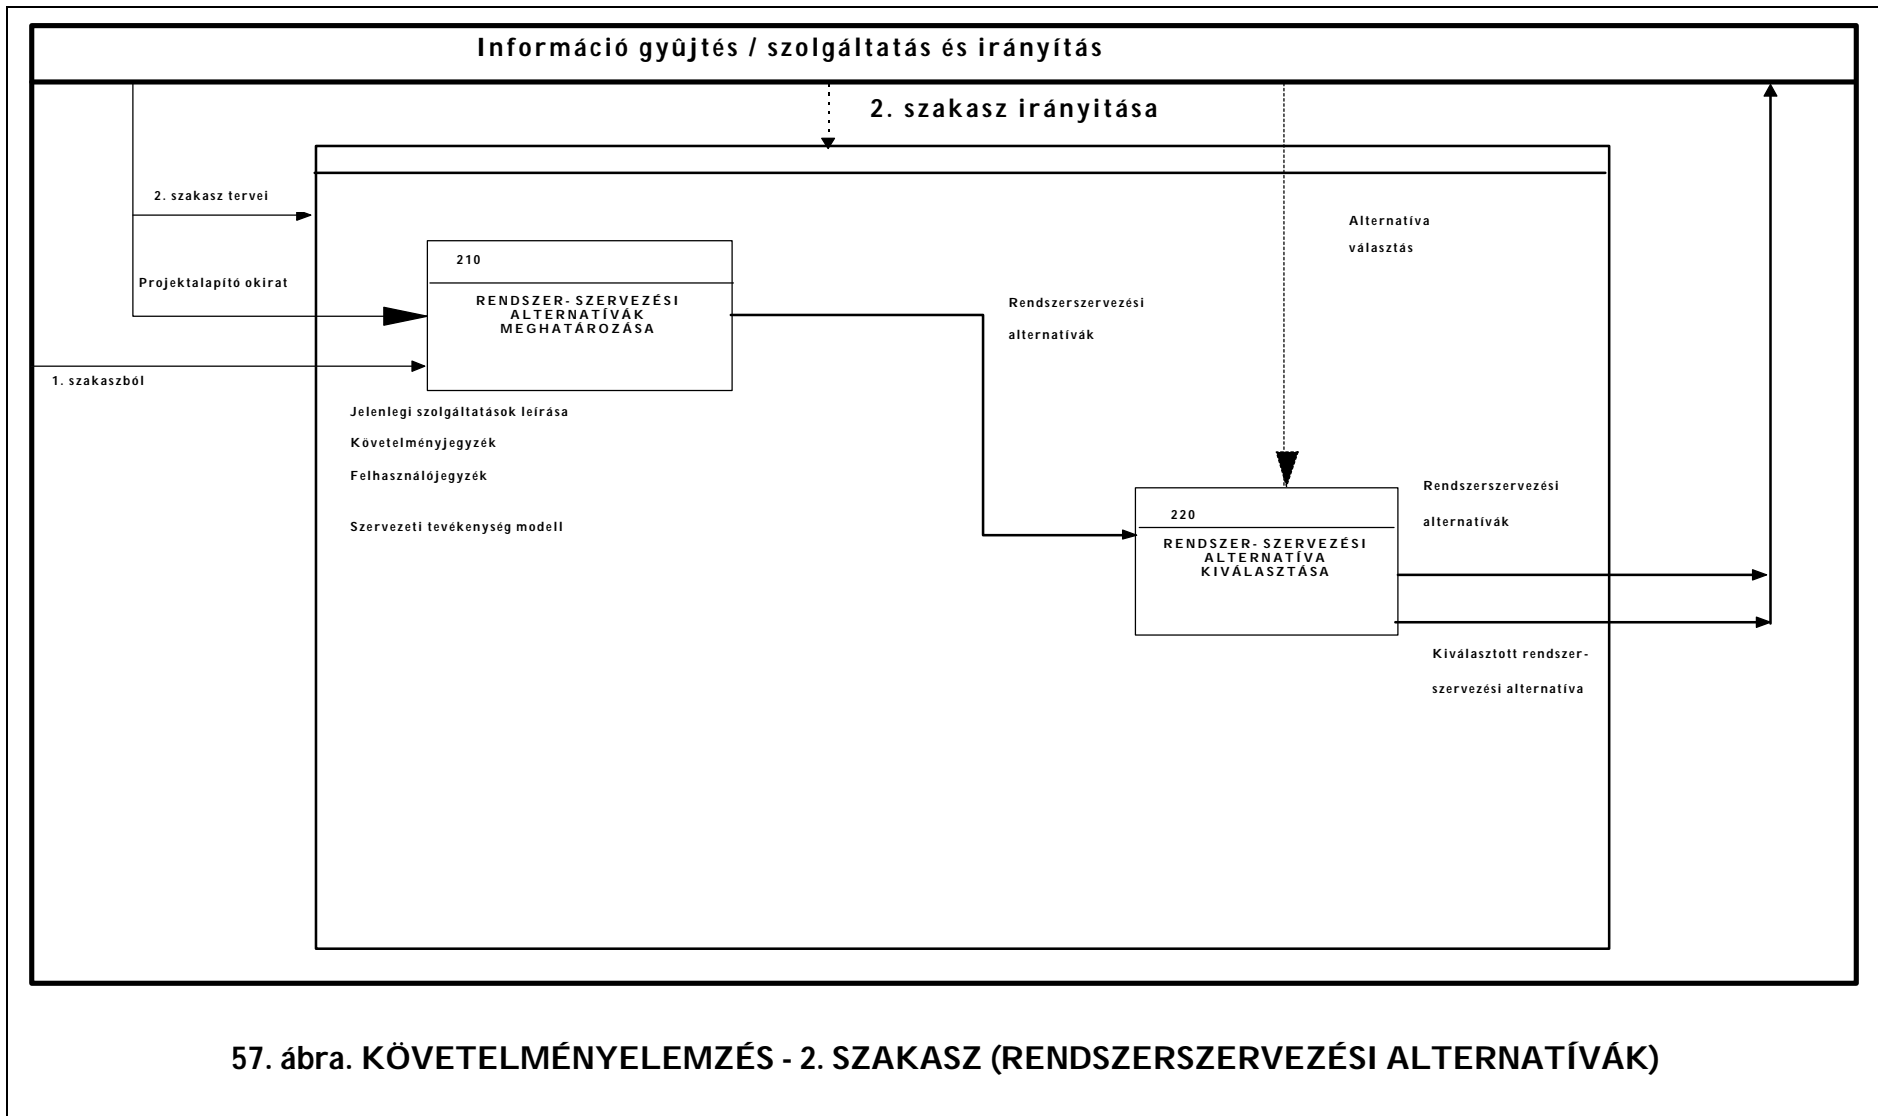 Információ gyûjtés / szolgáltatás és irányítás
2. szakasz irányitása
2. szakasz tervei
Alternatíva
választás
210
Projektalapító okirat
RENDSZER- SZERVEZÉSI
ALTERNATÍVÁK
MEGHATÁROZÁSA
Rendszerszervezési
alternatívák
1. szakaszból
Jelenlegi szolgáltatások leírása
Követelményjegyzék
Felhasználójegyzék
Szervezeti tevékenység modell
Rendszerszervezési
alternatívák
220
RENDSZER- SZERVEZÉSI
ALTERNATÍVA
KIVÁLASZTÁSA
Kiválasztott rendszer-
szervezési alternatíva
57. ábra. KÖVETELMÉNYELEMZÉS - 2. SZAKASZ (RENDSZERSZERVEZÉSI ALTERNATÍVÁK)